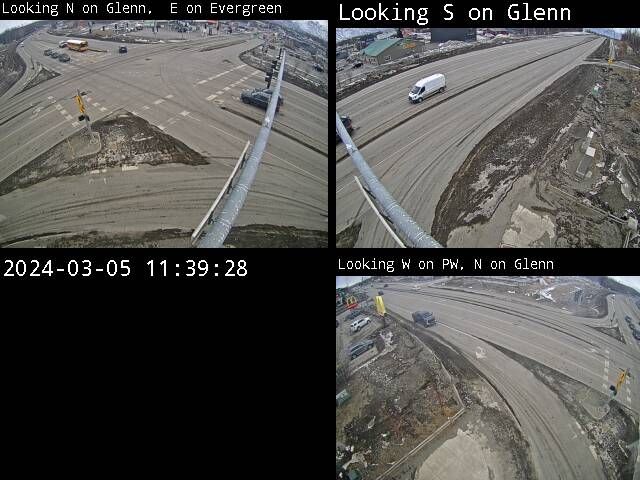 Looking N on Glenn, E on Evergreen
Looking S on Glenn
2024-03-05 11:39:28
Looking W on PW, N on Glenn